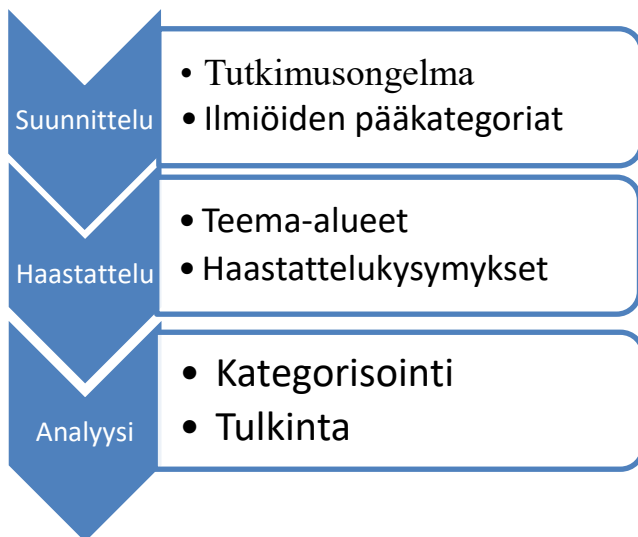 Suunnittelu
• Tutkimusongelma
• Ilmiöiden pääkategoriat
Haastattelu
• Teema-alueet
• Haastattelukysymykset
Analyysi
• Kategorisointi
• Tulkinta